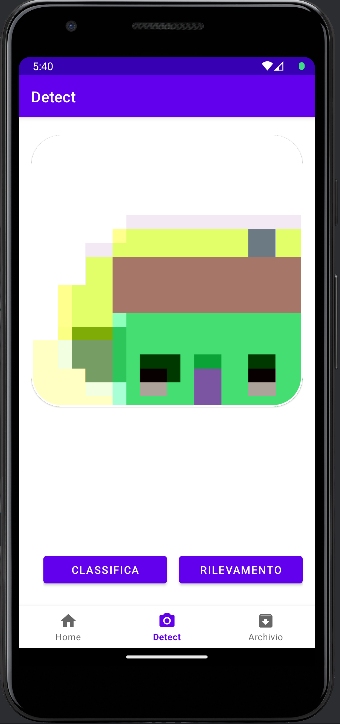 5:40
Detect
CLASSIFICA
RILEVAMENTO
Home
Detect
Archivio